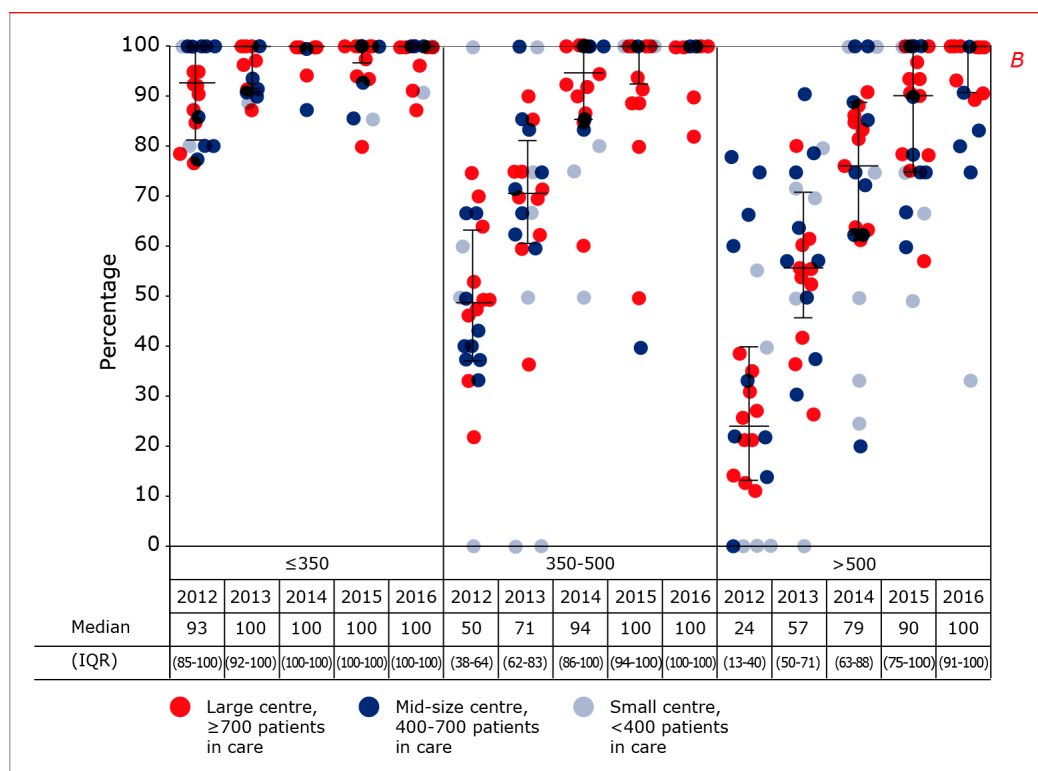 B
Percentage
100
90
80
70
60
50
40
30
20
10
0
≤350 350-500 >500
2012 2013 2014 2015 2016 2012 2013 2014 2015 2016 2012 2013 2014 2015 2016
Median 93 100 100 100 100 50 71 94 100 100 24 57 79 90 100
(IQR) (85-100) (92-100) (100-100) (100-100) (100-100) (38-64) (62-83) (86-100) (94-100) (100-100) (13-40) (50-71) (63-88) (75-100) (91-100)
Large centre,
≥700 patients
in care
Mid-size centre,
400-700 patients
in care
Small centre,
<400 patients
in care